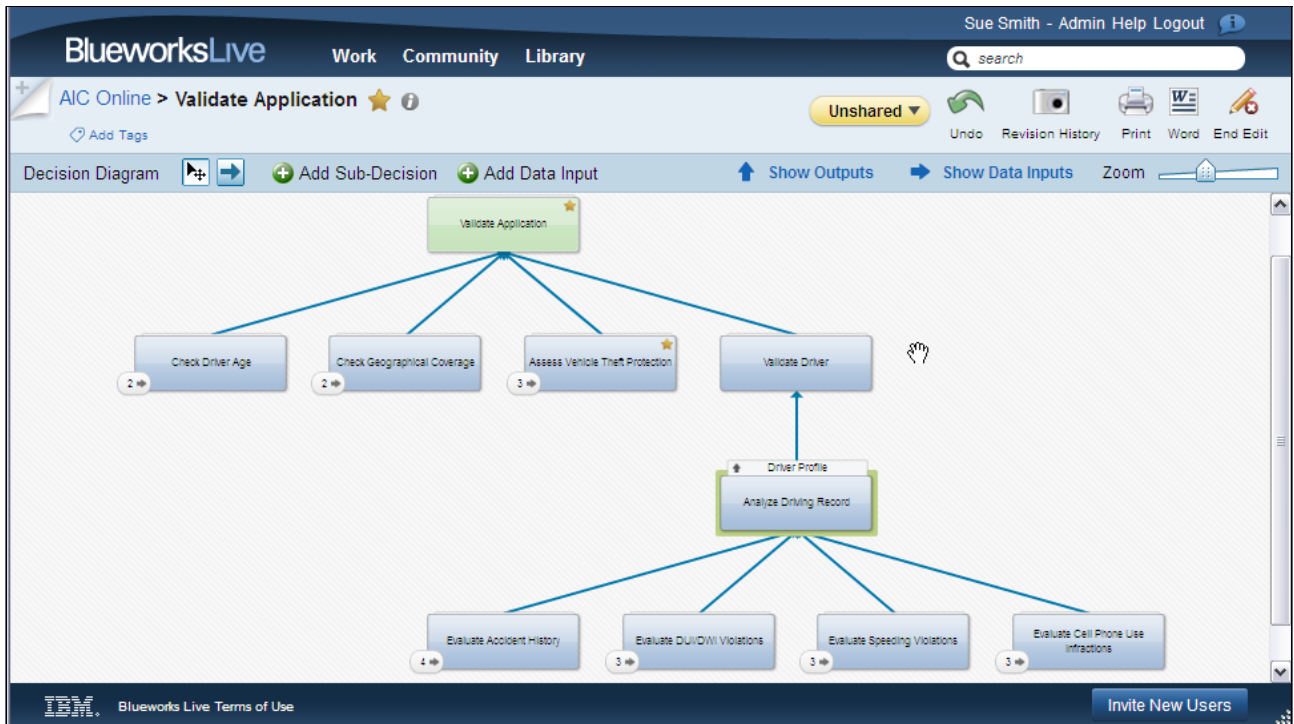 Sue Smith - Admin Help Logout
BlueworksLive
Work Community Library
search
AIC Online > Validate Application
Unshared
Add Tags
Undo Revision History Print Word End Edit
Decision Diagram Add Sub-Decision Add Data Input Show Outputs Show Data Inputs Zoom
Validate Application
Check Driver Age
2
Check Geographical Coverage
2
Assess Vehicle Theft Protection
3
Validate Driver
Driver Profile
Analyze Driving Record
Evaluate Accident History
4
Evaluate DUI/DWI Violations
3
Evaluate Speeding Violations
3
Evaluate Cell Phone Use
Infractions
3
IBM. Blueworks Live Terms of Use
Invite New Users